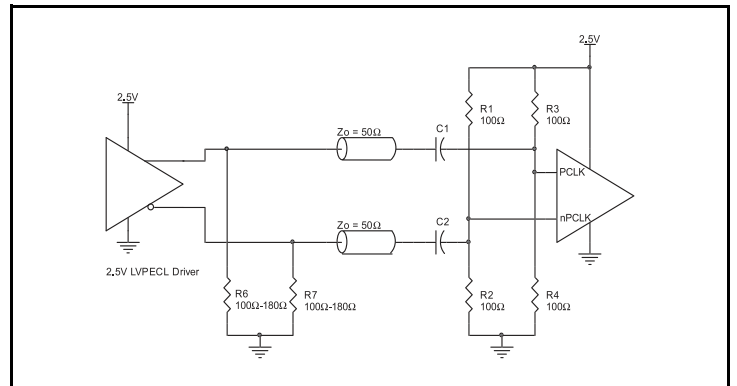 2.5V
2.5V
R1
100Ω
R3
100Ω
Zo = 50Ω
C1
PCLK
Zo = 50Ω
C2
nPCLK
2.5V LVPECL Driver
R6
100Ω-180Ω
R7
100Ω-180Ω
R2
100Ω
R4
100Ω